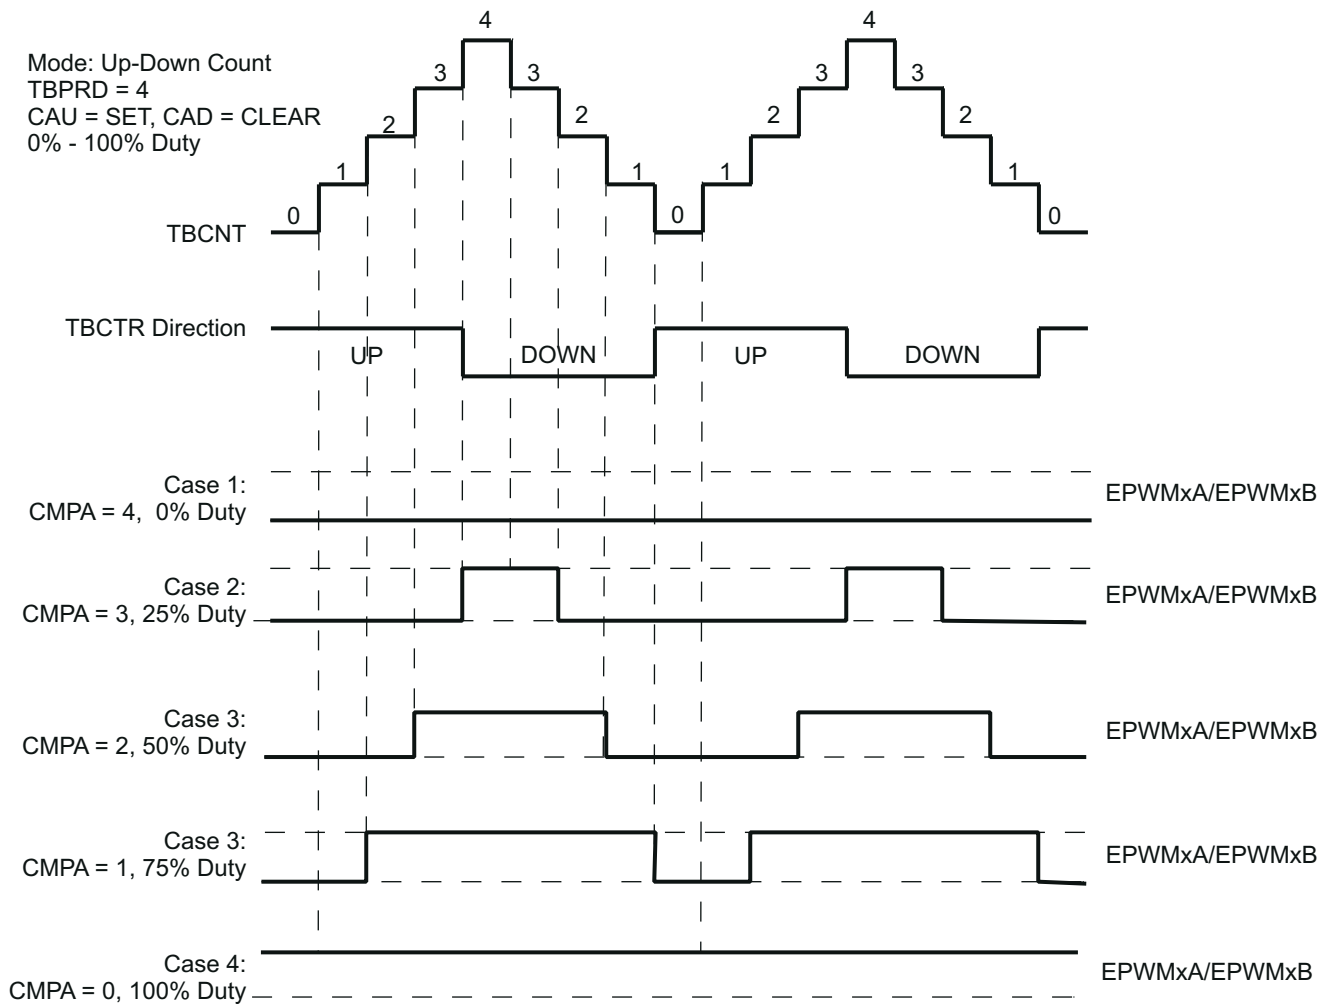 4
4
Mode: Up-Down Count
TBPRD = 4
CAU = SET, CAD = CLEAR
0% - 100% Duty
3
3
3
3
2
2
2
2
1
1
1
1
0
0
0
TBCNT
TBCTR Direction
UP
DOWN
UP
DOWN
Case 1:
CMPA = 4, 0% Duty
EPWMxA/EPWMxB
Case 2:
CMPA = 3, 25% Duty
EPWMxA/EPWMxB
Case 3:
CMPA = 2, 50% Duty
EPWMxA/EPWMxB
Case 3:
CMPA = 1, 75% Duty
EPWMxA/EPWMxB
Case 4:
CMPA = 0, 100% Duty
EPWMxA/EPWMxB